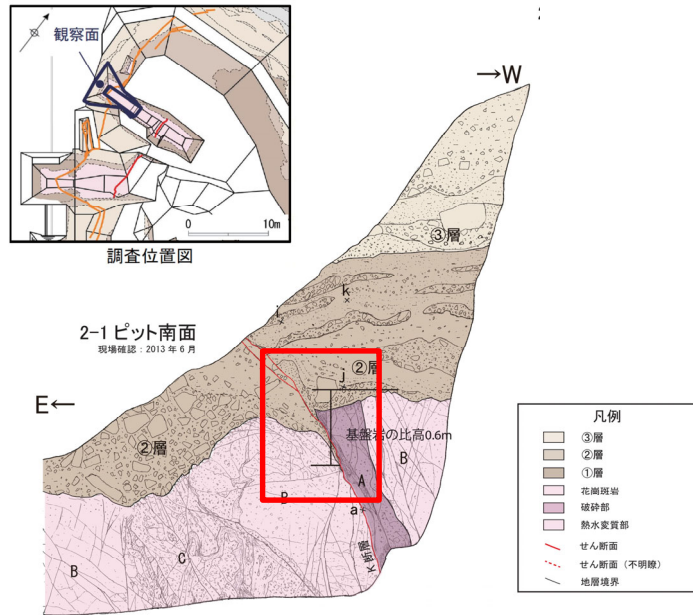 観察面
0 10m
調査位置図
→W
③層
k
i
2-1 ピット南面
現場確認：2013年6月
②層
j
E←
基盤岩の比高0.6m
②層
B
A
B
a
C
B
K断層
凡例
③層
②層
①層
花崗斑岩
破砕部
熱水変質部
せん断面
せん断面（不明瞭）
地層境界